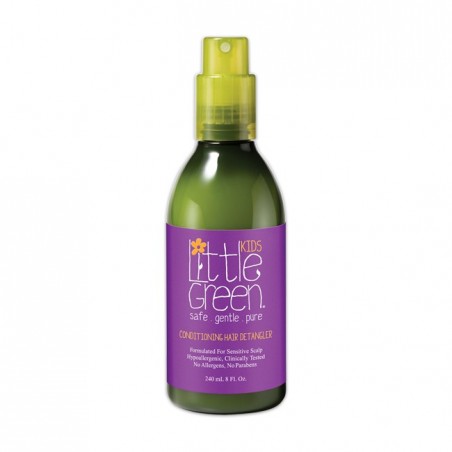 KIDS
Little
Green®
safe . gentle . pure
CONDITIONING HAIR DETANGLER
Formulated For Sensitive Scalp
Hypoallergenic, Clinically Tested
No Allergens, No Parabens
240 mL 8 Fl. Oz.